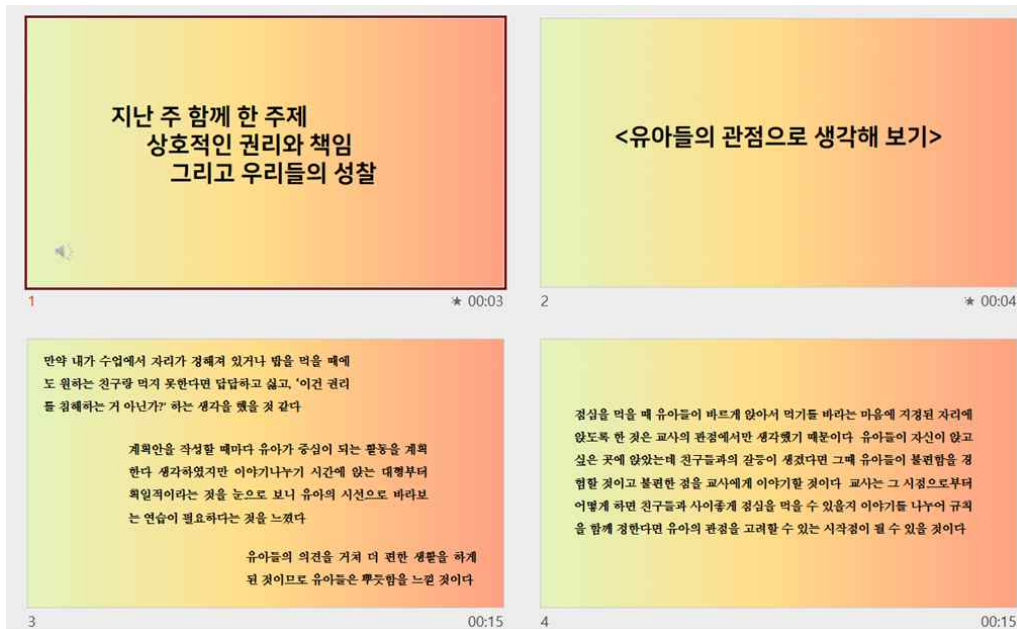 지난 주 함께 한 주제
상호적인 권리와 책임
그리고 우리들의 성찰
1
00:03
<유아들의 관점으로 생각해 보기>
2
00:04
만약 내가 수업에서 자리가 정해져 있거나 밥을 먹을 때에
도 원하는 친구랑 먹지 못한다면 답답하고 싫고, '이건 권리
를 침해하는 거 아닌가?' 하는 생각을 했을 것 같다
계획안을 작성할 때마다 유아가 중심이 되는 활동을 계획
한다 생각하였지만 이야기나누기 시간에 앉는 대형부터
획일적이라는 것을 눈으로 보니 유아의 시선으로 바라보
는 연습이 필요하다는 것을 느꼈다
유아들의 의견을 거쳐 더 편한 생활을 하게
된 것이므로 유아들은 뿌듯함을 느낄 것이다
3
00:15
점심을 먹을 때 유아들이 바르게 앉아서 먹기를 바라는 마음에 지정된 자리에
앉도록 한 것은 교사의 관점에서만 생각했기 때문이다 유아들이 자신이 앉고
싶은 곳에 앉았는데 친구들과의 갈등이 생겼다면 그때 유아들이 불편함을 경
험할 것이고 불편한 점을 교사에게 이야기할 것이다 교사는 그 시점으로부터
어떻게 하면 친구들과 사이좋게 점심을 먹을 수 있을지 이야기를 나누어 규칙
을 함께 정한다면 유아의 관점을 고려할 수 있는 시작점이 될 수 있을 것이다
4
00:15